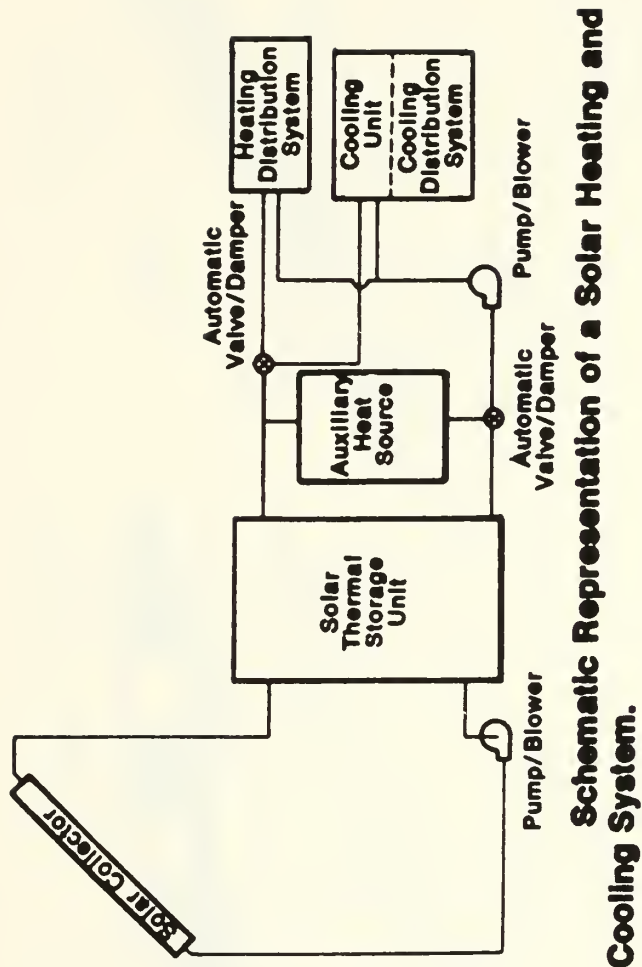 Solar Collector
Pump/Blower
Solar
Thermal
Storage
Unit
Auxiliary
Heat
Source
Automatic
Valve/Damper
Automatic
Valve/Damper
Pump/Blower
Heating
Distribution
System
Cooling
Unit
Cooling
Distribution
System
Schematic Representation of a Solar Heating and
Cooling System.